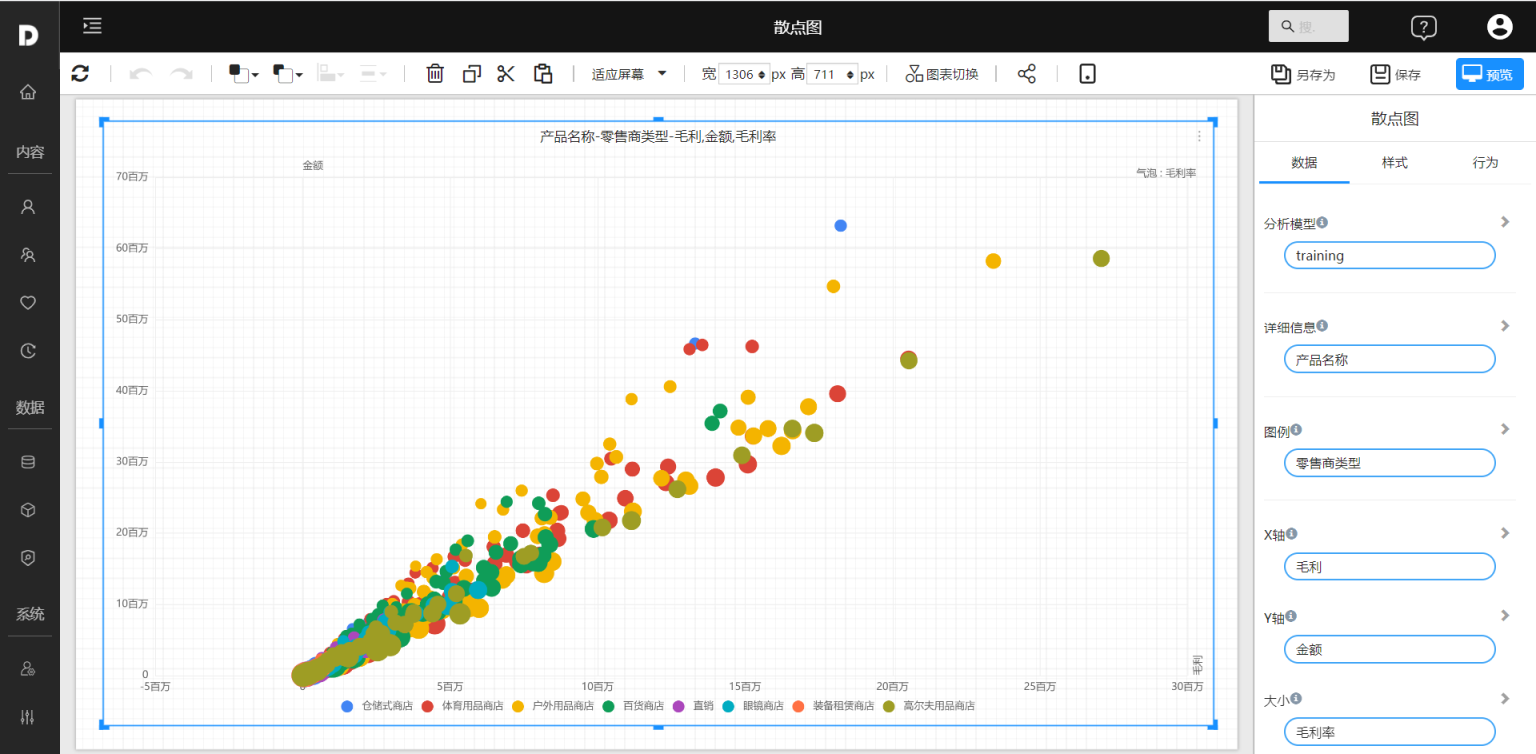 散点图
搜.
适应屏幕
宽 1306 px 高 711 px
图表切换
另存为
保存
预览
内容
数据
系统
产品名称-零售商类型-毛利,金额,毛利率
金额
气泡 : 毛利率
70百万
60百万
50百万
40百万
30百万
20百万
10百万
0
毛利
-5百万
0
5百万
10百万
15百万
20百万
25百万
30百万
仓储式商店 体育用品商店 户外用品商店 百货商店 直销 眼镜商店 装备租赁商店 高尔夫用品商店
散点图
数据 样式 行为
分析模型
training
详细信息
产品名称
图例
零售商类型
X轴
毛利
Y轴
金额
大小
毛利率